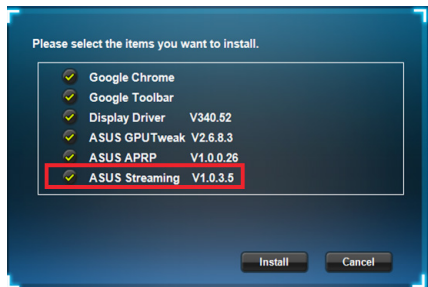 Please select the items you want to install.
Google Chrome
Google Toolbar
Display Driver V340.52
ASUS GPUTweak V2.6.8.3
ASUS APRP V1.0.0.26
ASUS Streaming V1.0.3.5
Install Cancel